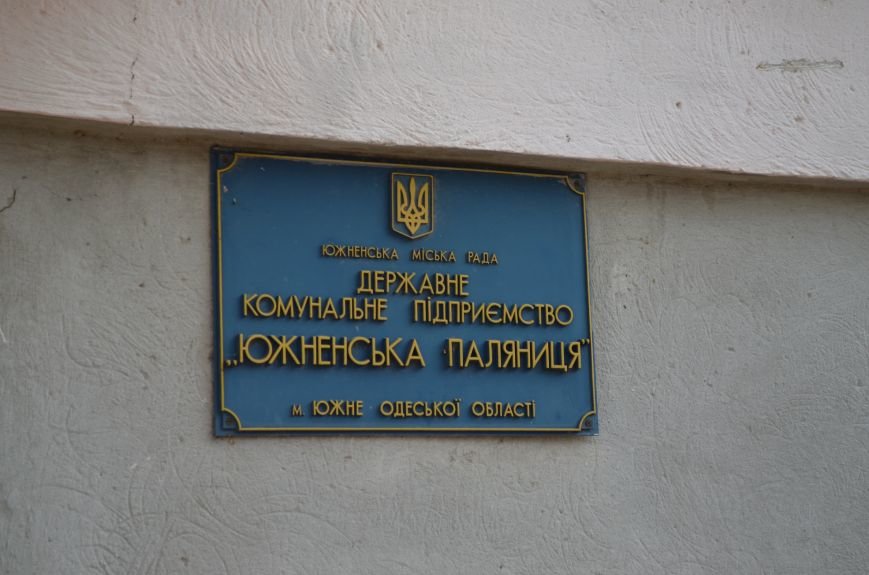 ЮЖНЕНСЬКА МІСЬКА РАДА
ДЕРЖАВНЕ
КОМУНАЛЬНЕ ПІДПРИЄМСТВО
„ЮЖНЕНСЬКА ПАЛЯНИЦЯ”
м. ЮЖНЕ ОДЕСЬКОЇ ОБЛАСТІ